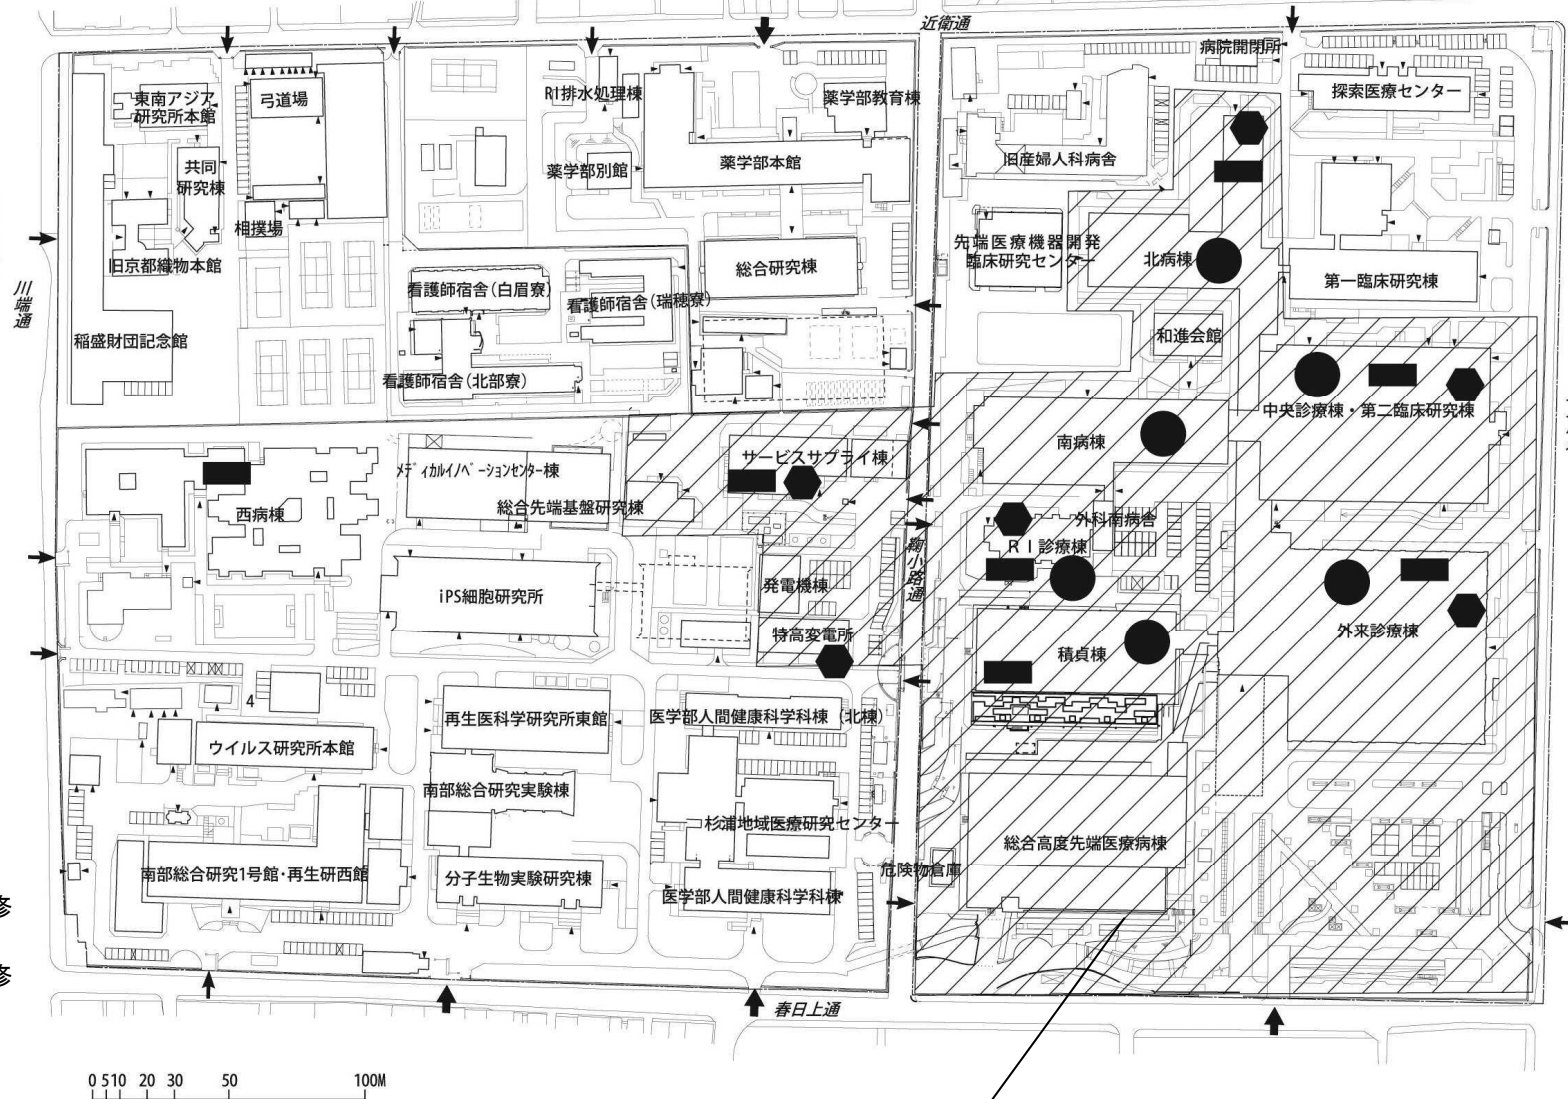 近衛通
病院開閉所
東南アジア
研究所本館
弓道場
RI排水処理棟
薬学部教育棟
探索医療センター
共同
研究棟
薬学部別館
薬学部本館
旧産婦人科病舎
相撲場
旧京都織物本館
総合研究棟
先端医療機器開発
臨床研究センター
北病棟
第一臨床研究棟
川端通
看護師宿舎(白眉寮)
看護師宿舎(瑞穂寮)
稲盛財団記念館
和進会館
看護師宿舎(北部寮)
中央診療棟・第二臨床研究棟
南病棟
サービスサプライ棟
メディカルイノベーションセンター棟
総合先端基盤研究棟
西病棟
外科南病舎
RI診療棟
鞠小路通
発電機棟
iPS細胞研究所
特高変電所
積貞棟
外来診療棟
4
再生医科学研究所東館
医学部人間健康科学科棟(北棟)
ウイルス研究所本館
南部総合研究実験棟
杉浦地域医療研究センター
総合高度先端医療病棟
南部総合研究1号館・再生研西館
分子生物実験研究棟
危険物倉庫
医学部人間健康科学科棟
修
修
春日上通
0 5 10 20 30 50 100M